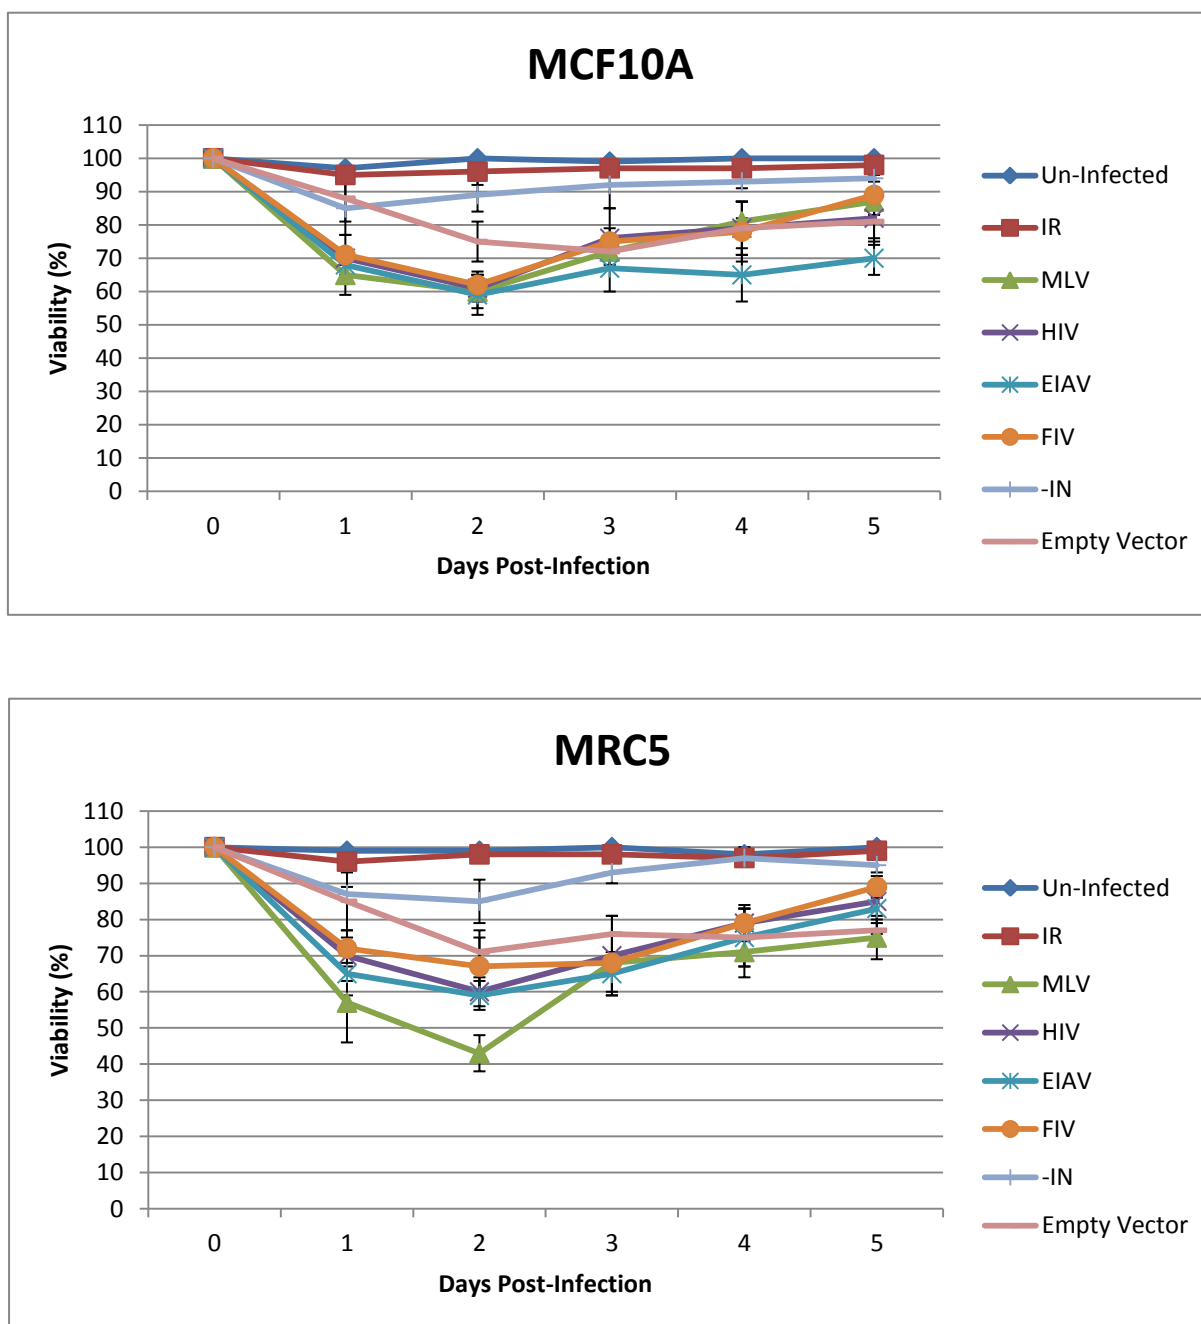 MCF10A
Viability (%)
110
100
90
80
70
60
50
40
30
20
10
0
0 1 2 3 4 5
Days Post-Infection
Un-Infected
IR
MLV
HIV
EIAV
FIV
-IN
Empty Vector
MRC5
Viability (%)
110
100
90
80
70
60
50
40
30
20
10
0
0 1 2 3 4 5
Days Post-Infection
Un-Infected
IR
MLV
HIV
EIAV
FIV
-IN
Empty Vector